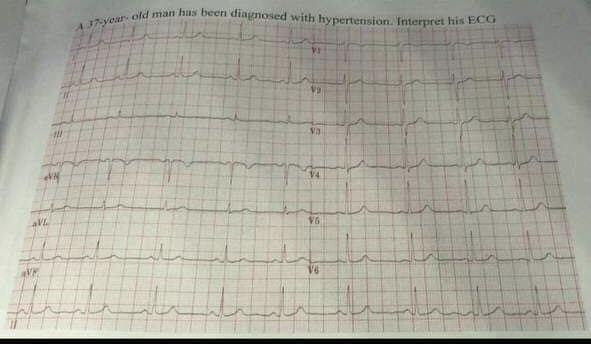 A 37-year- old man has been diagnosed with hypertension. Interpret his ECG
I
V1
II
V2
III
V3
aVR
V4
aVL
V5
aVF
V6
II